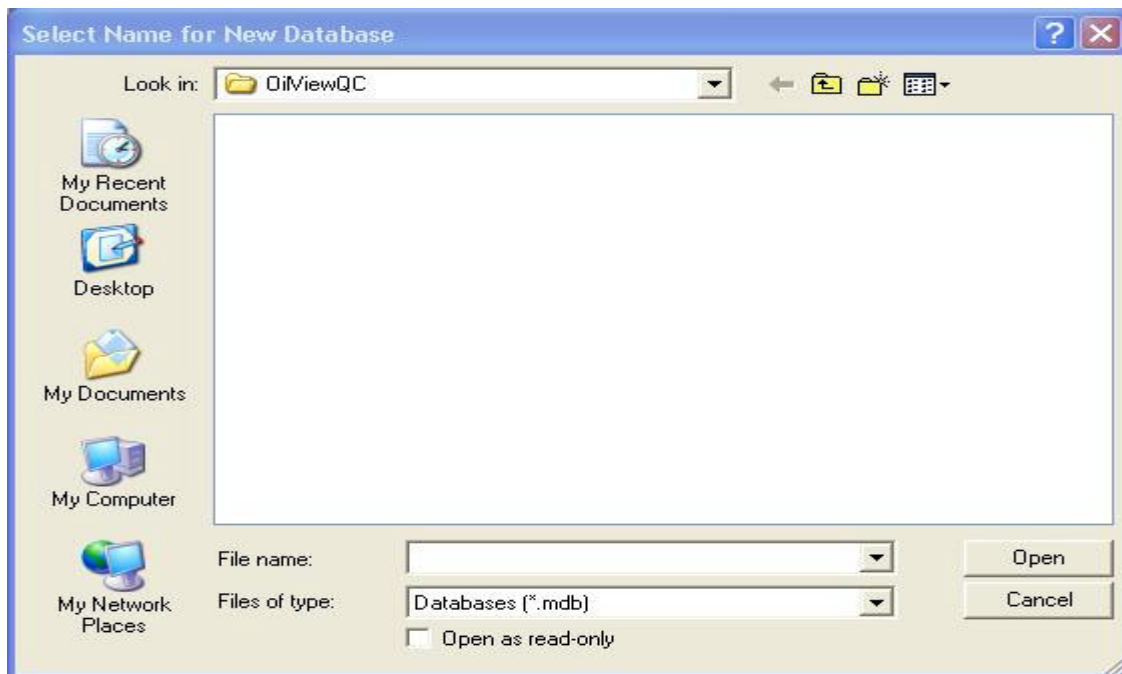 Select Name for New Database
Look in:
OilViewQC
My Recent
Documents
Desktop
My Documents
My Computer
My Network
Places
File name:
Open
Files of type:
Databases (*.mdb)
Cancel
Open as read-only